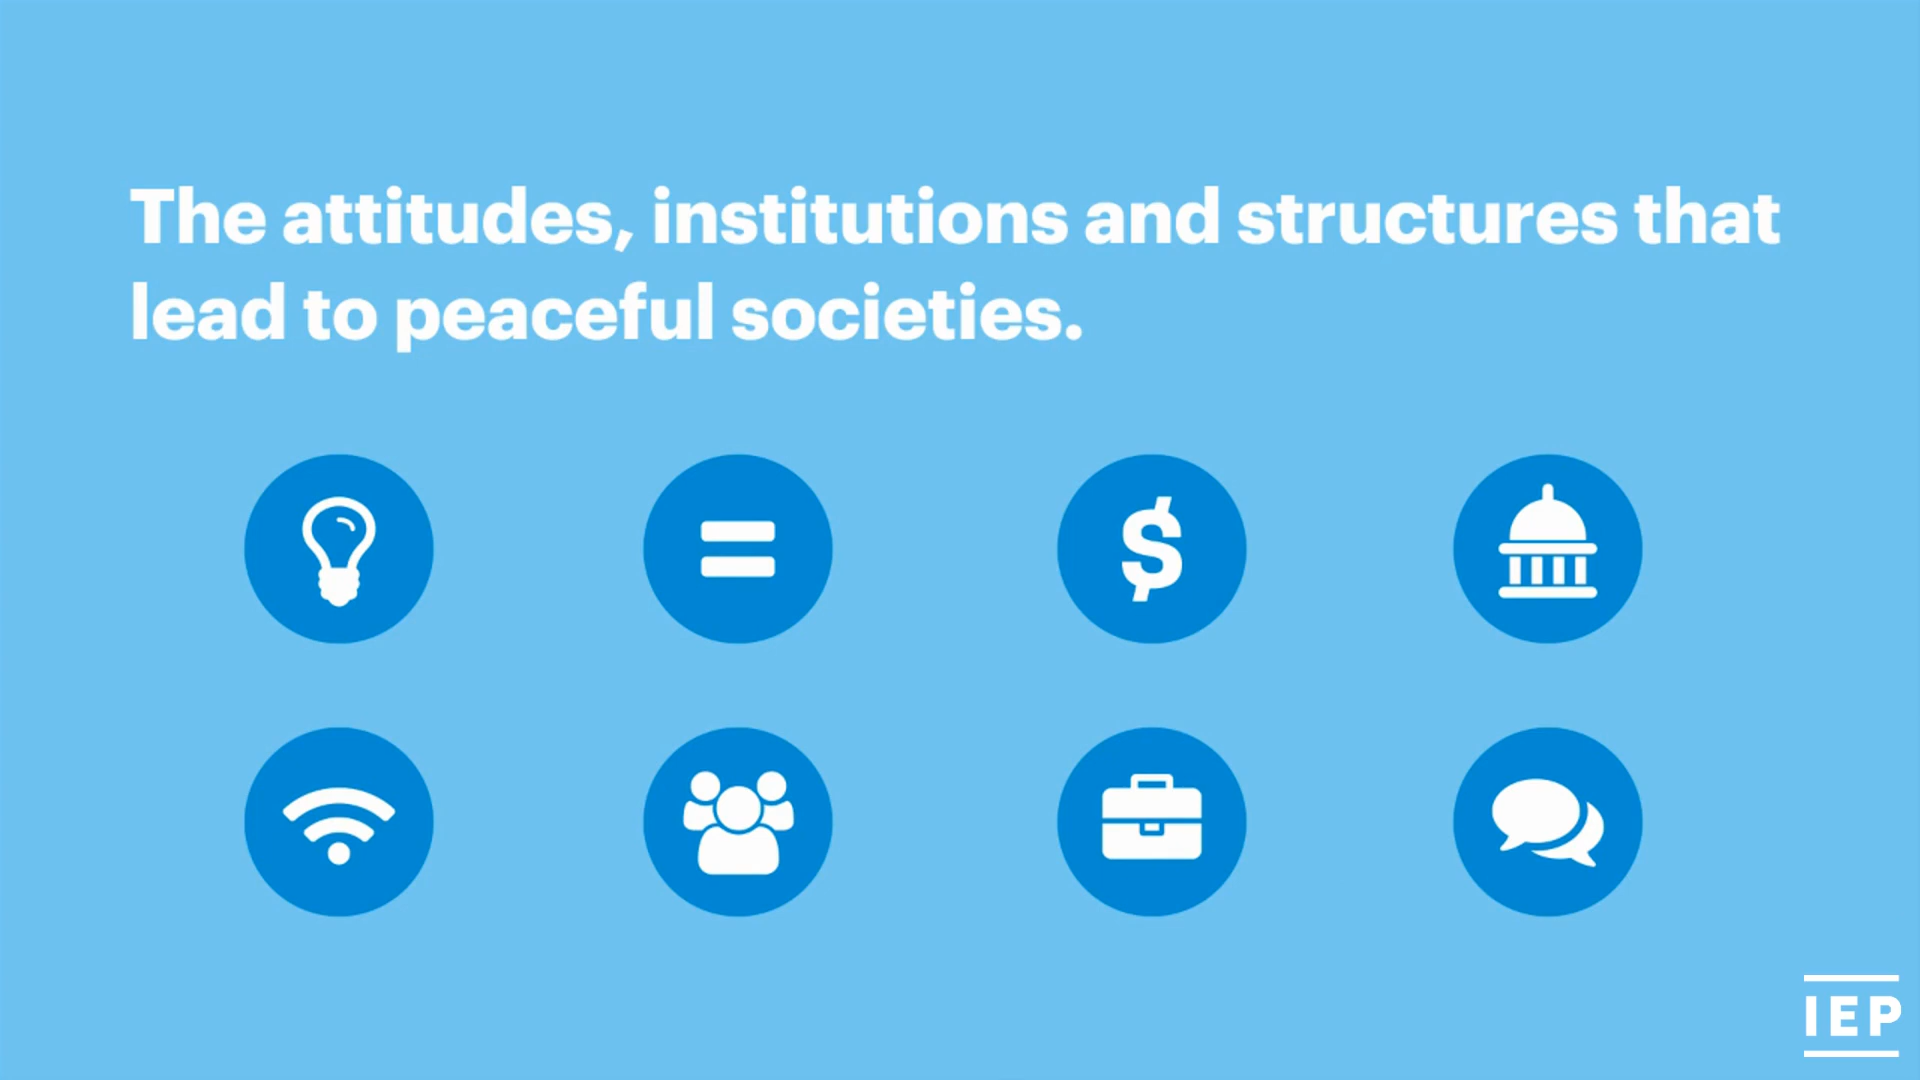 The attitudes, institutions and structures that
lead to peaceful societies.
$
IEP